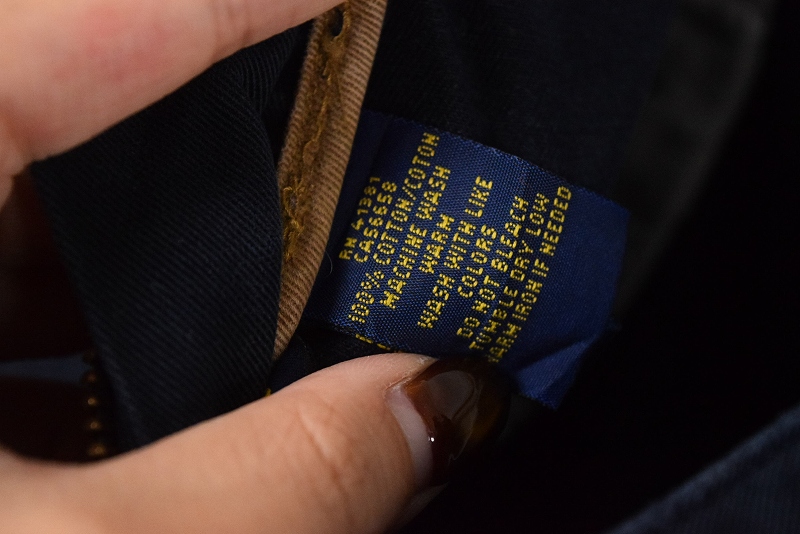 RN 41381
CA56658
100% COTTON/COTON
MACHINE WASH
WARM
WASH WITH LIKE
COLORS
DO NOT BLEACH
TUMBLE DRY LOW
WARM IRON IF NEEDED